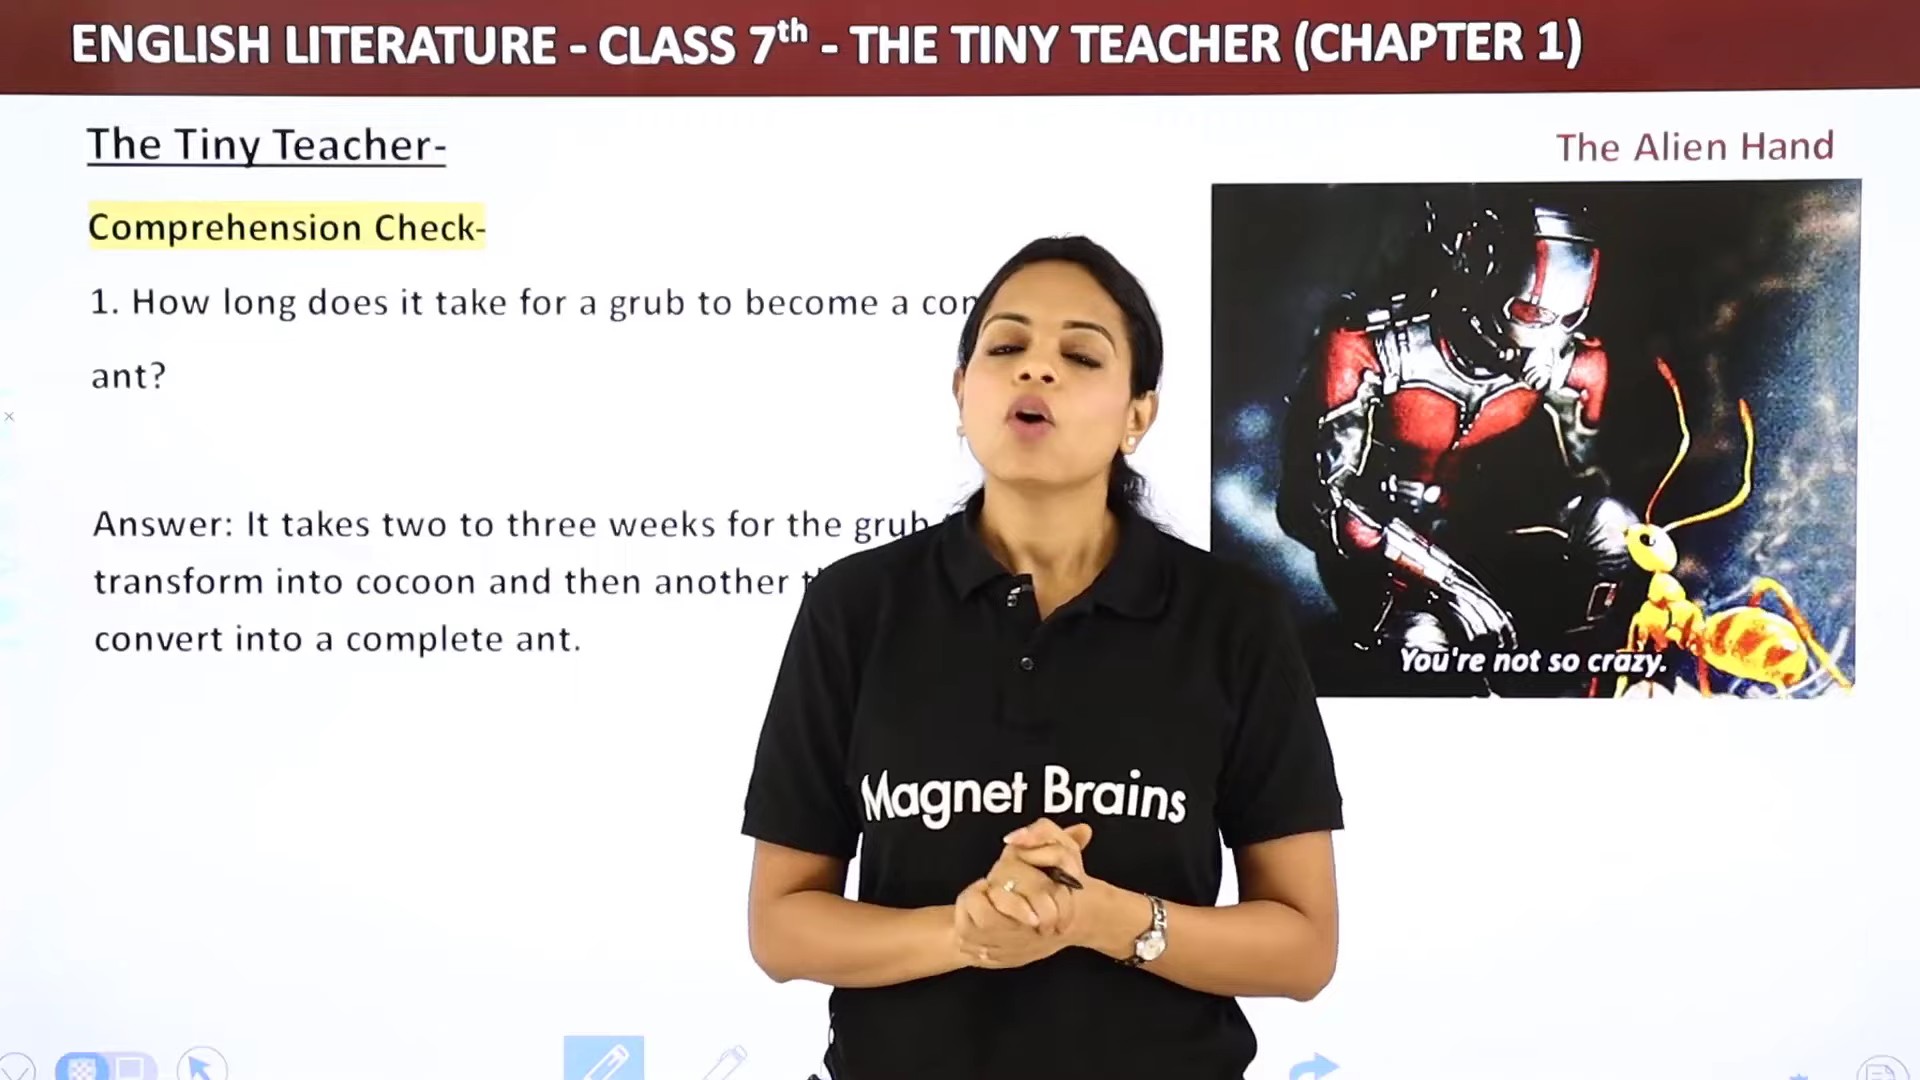 ENGLISH LITERATURE - CLASS 7th - THE TINY TEACHER (CHAPTER 1)
The Tiny Teacher-
The Alien Hand
Comprehension Check-
1. How long does it take for a grub to become a
ant?
Answer: It takes two to three weeks for the grub
transform into cocoon and then another
convert into a complete ant.
You're not so crazy.
Magnet Brains